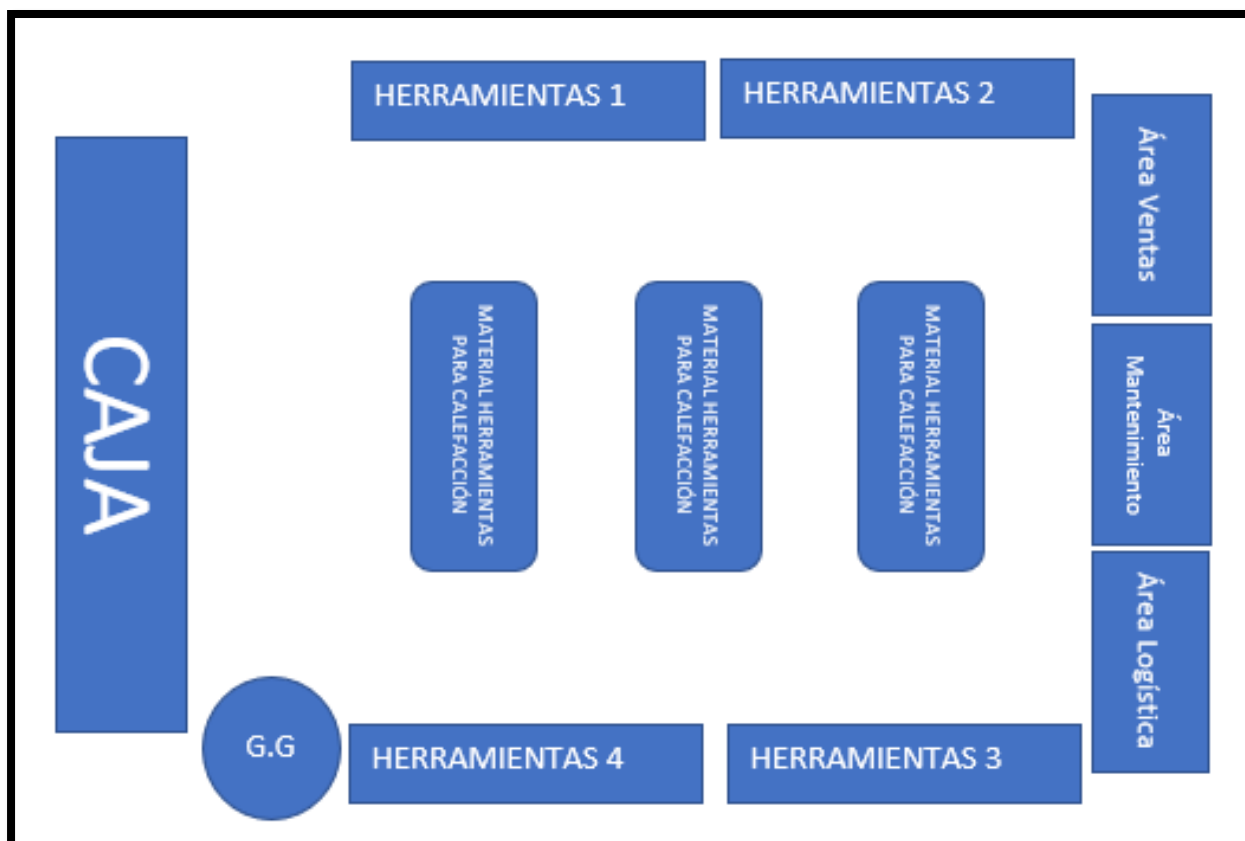 HERRAMIENTAS 1
HERRAMIENTAS 2
Área Ventas
CAJA
MATERIAL HERRAMIENTAS
PARA CALEFACCIÓN
MATERIAL HERRAMIENTAS
PARA CALEFACCIÓN
MATERIAL HERRAMIENTAS
PARA CALEFACCIÓN
Área
Mantenimiento
Área Logística
G.G
HERRAMIENTAS 4
HERRAMIENTAS 3